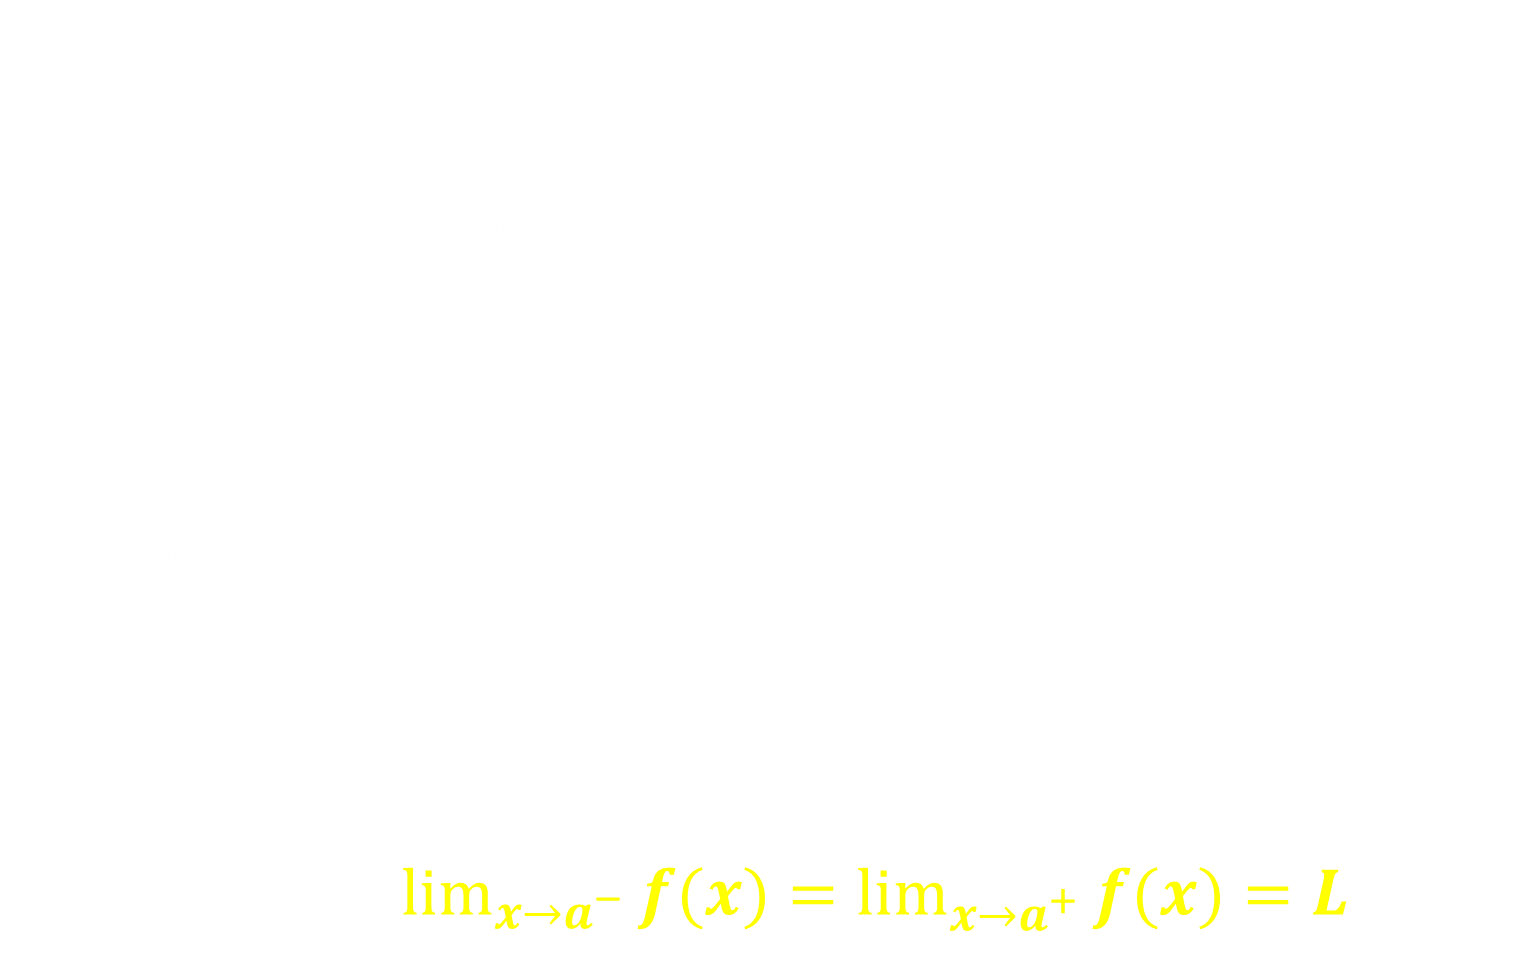 lim_{x→a⁻} f(x) = lim_{x→a⁺} f(x) = L